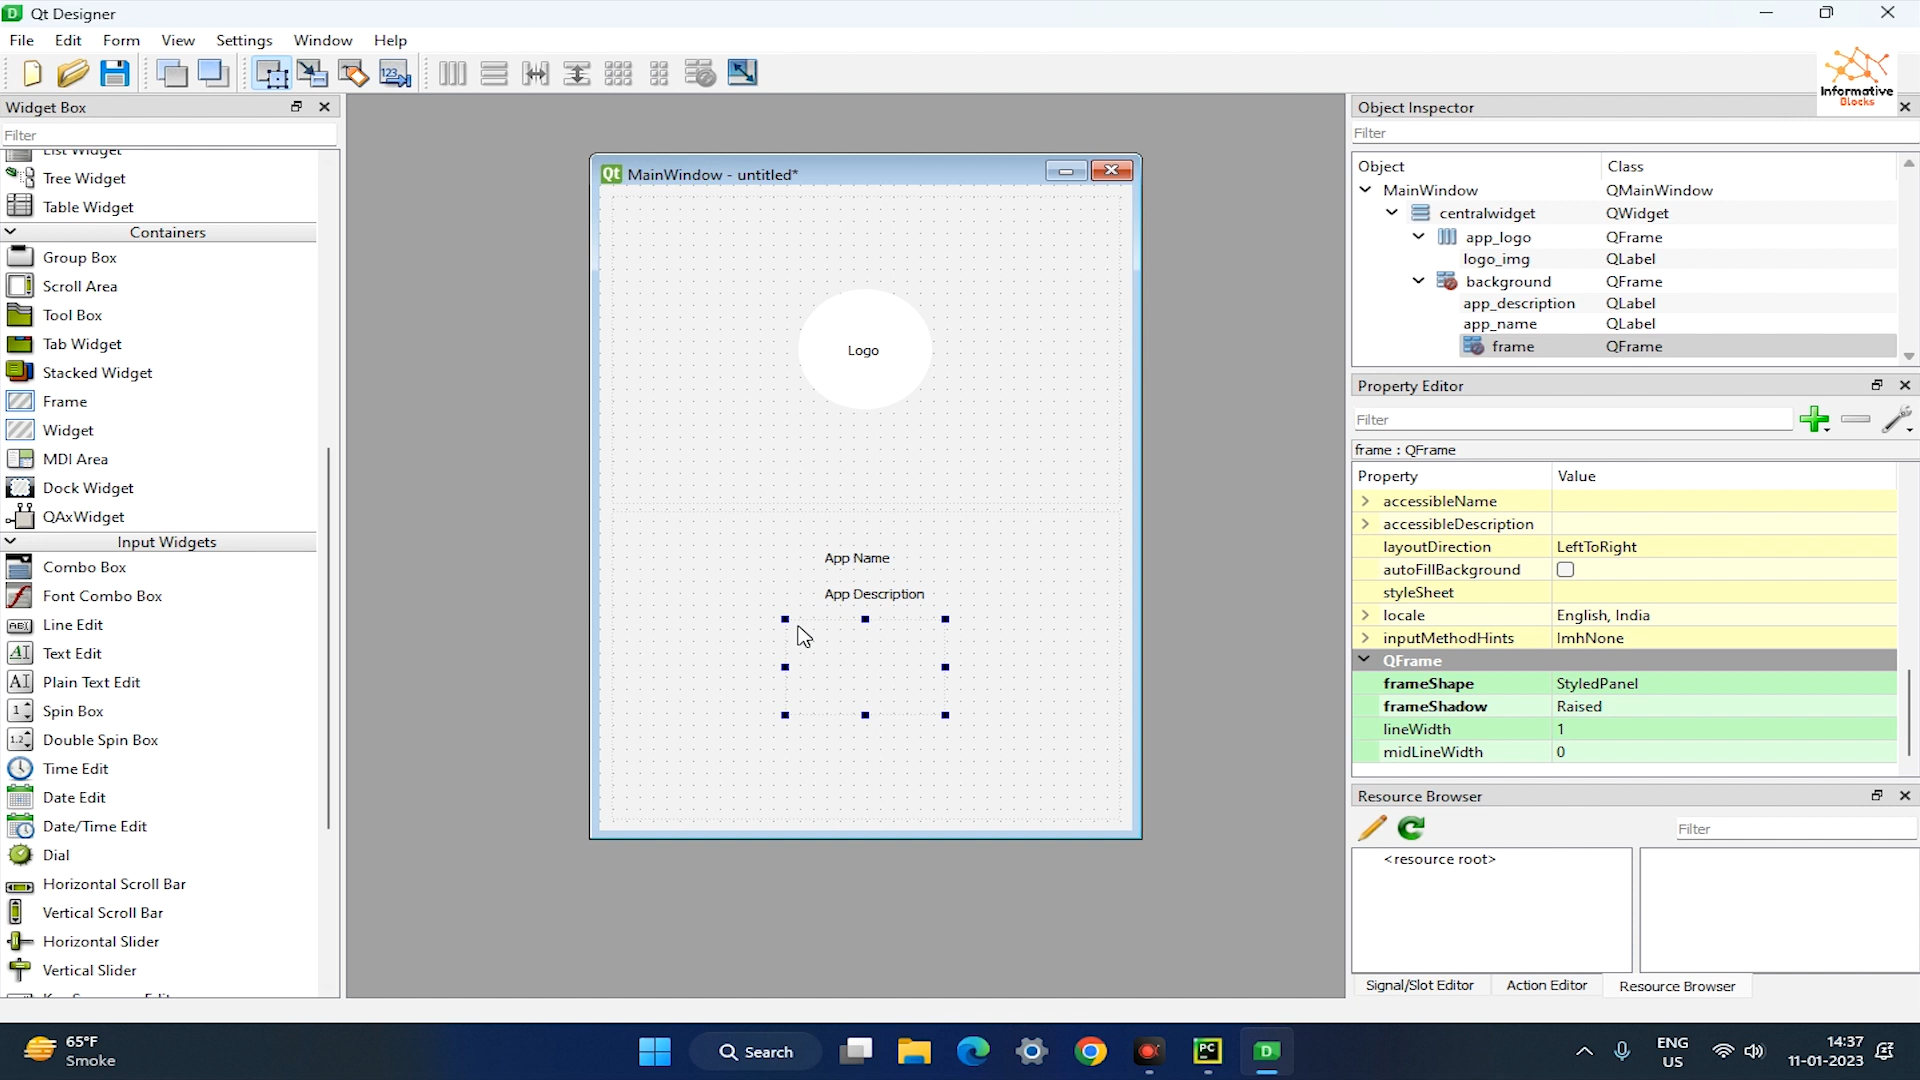 Qt Designer
File Edit Form View Settings Window Help
Informative
Blocks
Widget Box
Filter
List Widget
Tree Widget
Table Widget
Containers
Group Box
Scroll Area
Tool Box
Tab Widget
Stacked Widget
Frame
Widget
MDI Area
Dock Widget
QAxWidget
Input Widgets
Combo Box
Font Combo Box
Line Edit
Text Edit
Plain Text Edit
Spin Box
Double Spin Box
Time Edit
Date Edit
Date/Time Edit
Dial
Horizontal Scroll Bar
Vertical Scroll Bar
Horizontal Slider
Vertical Slider
MainWindow - untitled*
Logo
App Name
App Description
Object Inspector
Filter
Object Class
MainWindow QMainWindow
centralwidget QWidget
app_logo QFrame
logo_img QLabel
background QFrame
app_description QLabel
app_name QLabel
frame QFrame
Property Editor
Filter
frame : QFrame
Property Value
accessibleName
accessibleDescription
layoutDirection LeftToRight
autoFillBackground
styleSheet
locale English, India
inputMethodHints ImhNone
QFrame
frameShape StyledPanel
frameShadow Raised
lineWidth 1
midLineWidth 0
Resource Browser
Filter
<resource root>
Signal/Slot Editor Action Editor Resource Browser
65°F
Smoke
Search
ENG
US
14:37
11-01-2023